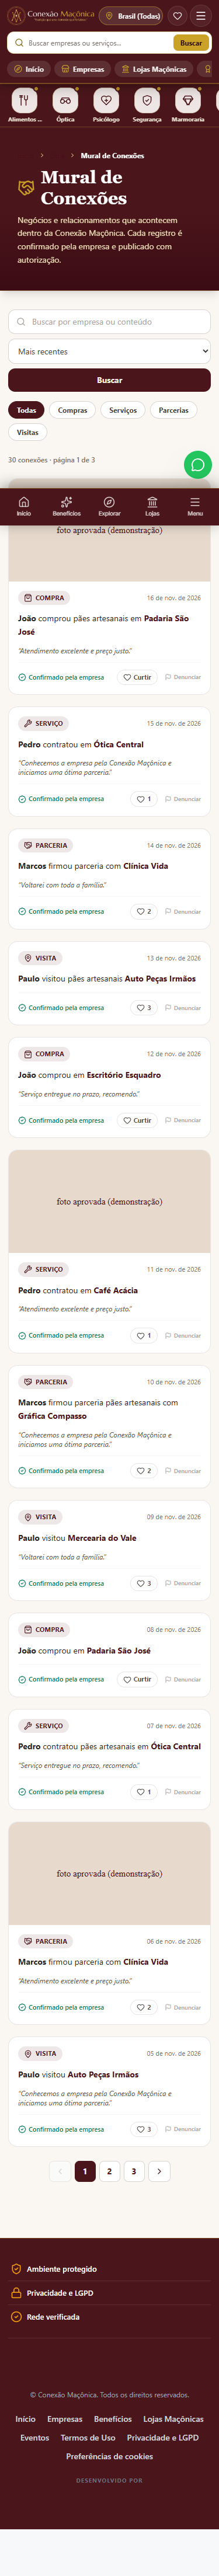 Conexão Maçônica
Brasil (Todas)
Buscar empresas ou serviços...
Buscar
Início
Empresas
Lojas Maçônicas
Alimentos ...
Óptica
Psicólogo
Segurança
Marmoraria
Mural de Conexões
Mural de
Conexões
Negócios e relacionamentos que acontecem
dentro da Conexão Maçônica. Cada registro é
confirmado pela empresa e publicado com
autorização.
Buscar por empresa ou conteúdo
Mais recentes
Buscar
Todas
Compras
Serviços
Parcerias
Visitas
30 conexões · página 1 de 3
Início
Benefícios
Explorar
Lojas
Menu
foto aprovada (demonstração)
COMPRA
16 de nov. de 2026
João comprou pães artesanais em Padaria São
José
"Atendimento excelente e preço justo."
Confirmado pela empresa
Curtir
Denunciar
SERVIÇO
15 de nov. de 2026
Pedro contratou em Ótica Central
"Conhecemos a empresa pela Conexão Maçônica e
iniciamos uma ótima parceria."
Confirmado pela empresa
1
Denunciar
PARCERIA
14 de nov. de 2026
Marcos firmou parceria com Clínica Vida
"Voltarei com toda a família."
Confirmado pela empresa
2
Denunciar
VISITA
13 de nov. de 2026
Paulo visitou pães artesanais Auto Peças Irmãos
Confirmado pela empresa
3
Denunciar
COMPRA
12 de nov. de 2026
João comprou em Escritório Esquadro
"Serviço entregue no prazo, recomendo."
Confirmado pela empresa
Curtir
Denunciar
foto aprovada (demonstração)
SERVIÇO
11 de nov. de 2026
Pedro contratou em Café Acácia
"Atendimento excelente e preço justo."
Confirmado pela empresa
1
Denunciar
PARCERIA
10 de nov. de 2026
Marcos firmou parceria pães artesanais com
Gráfica Compasso
"Conhecemos a empresa pela Conexão Maçônica e
iniciamos uma ótima parceria."
Confirmado pela empresa
2
Denunciar
VISITA
09 de nov. de 2026
Paulo visitou Mercearia do Vale
"Voltarei com toda a família."
Confirmado pela empresa
3
Denunciar
COMPRA
08 de nov. de 2026
João comprou em Padaria São José
Confirmado pela empresa
Curtir
Denunciar
SERVIÇO
07 de nov. de 2026
Pedro contratou pães artesanais em Ótica Central
"Serviço entregue no prazo, recomendo."
Confirmado pela empresa
1
Denunciar
foto aprovada (demonstração)
PARCERIA
06 de nov. de 2026
Marcos firmou parceria com Clínica Vida
"Atendimento excelente e preço justo."
Confirmado pela empresa
2
Denunciar
VISITA
05 de nov. de 2026
Paulo visitou Auto Peças Irmãos
"Conhecemos a empresa pela Conexão Maçônica e
iniciamos uma ótima parceria."
Confirmado pela empresa
3
Denunciar
1
2
3
Ambiente protegido
Privacidade e LGPD
Rede verificada
© Conexão Maçônica. Todos os direitos reservados.
Início
Empresas
Benefícios
Lojas Maçônicas
Eventos
Termos de Uso
Privacidade e LGPD
Preferências de cookies
DESENVOLVIDO POR